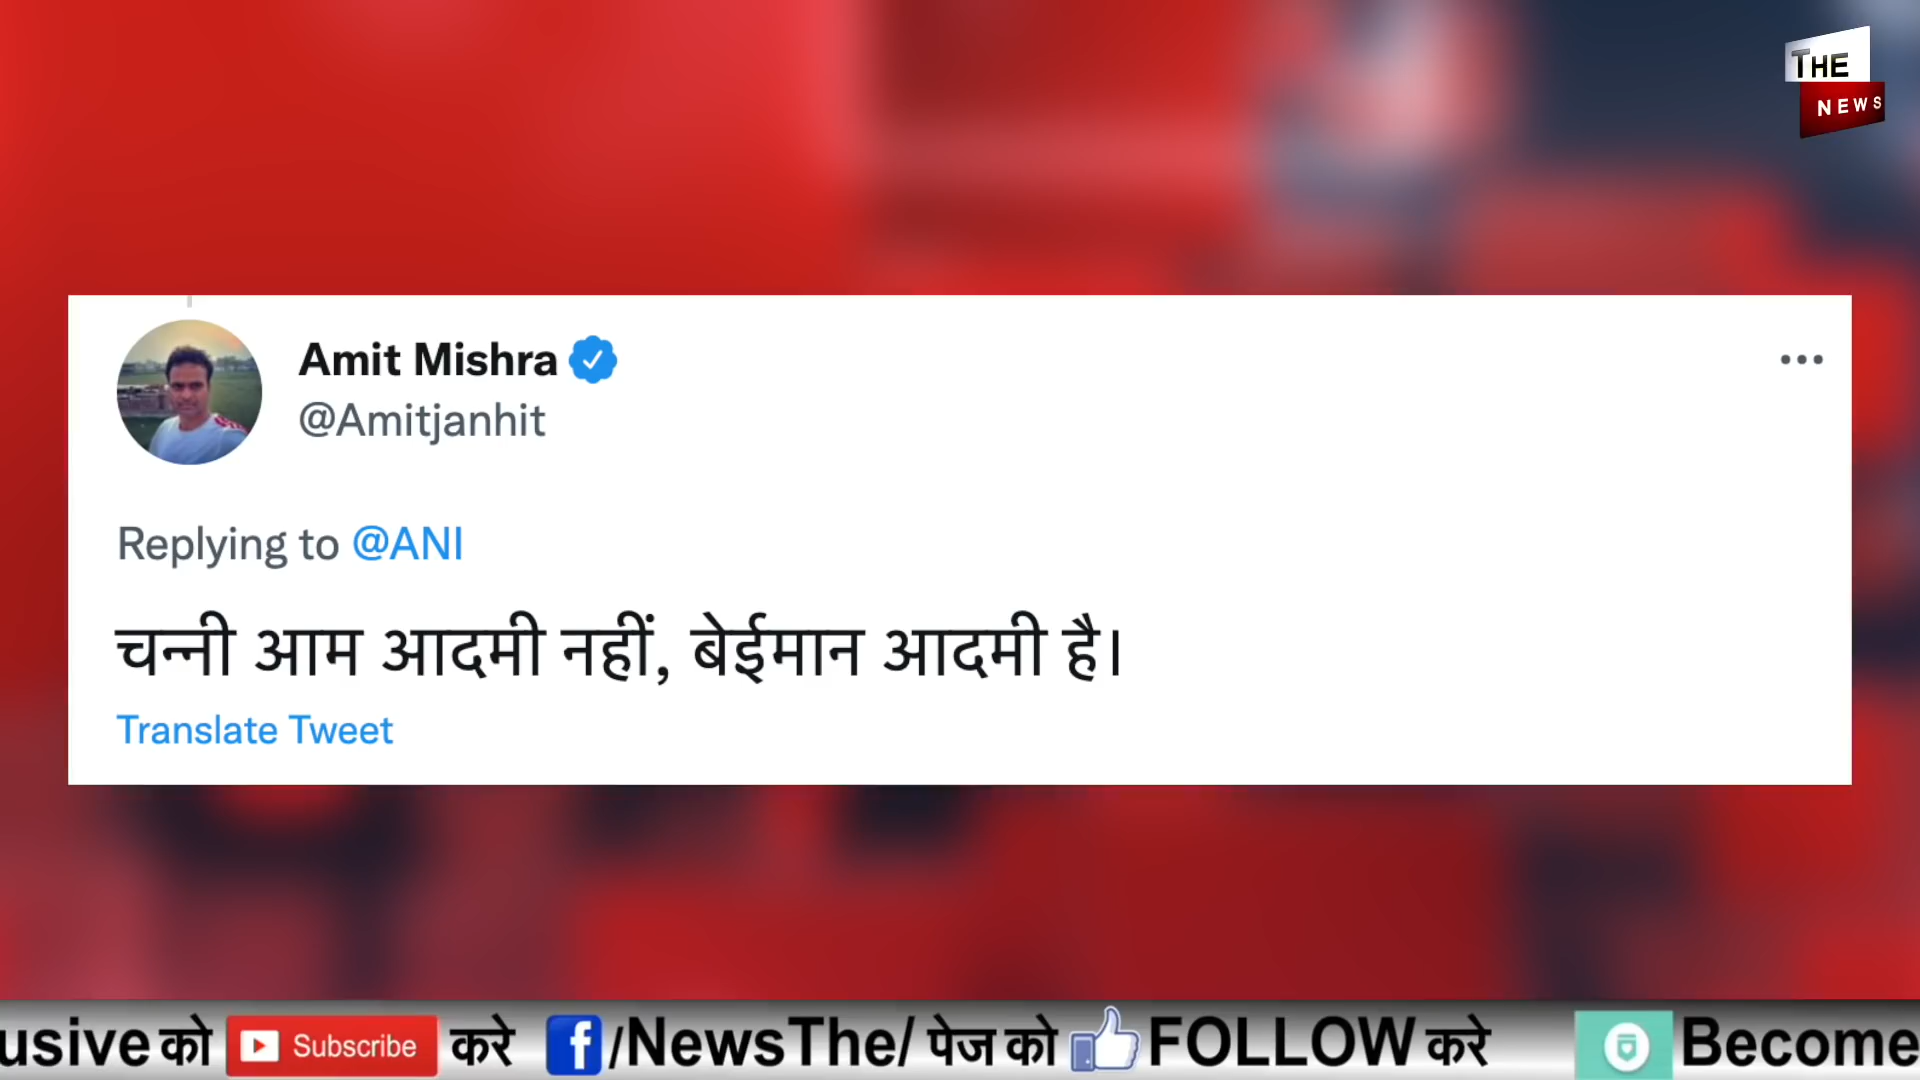 THE
NEWS
Amit Mishra
@Amitjanhit
Replying to @ANI
चन्नी आम आदमी नहीं, बेईमान आदमी है।
Translate Tweet
usive को Subscribe करे f/NewsThe/ पेज को FOLLOW करे Become